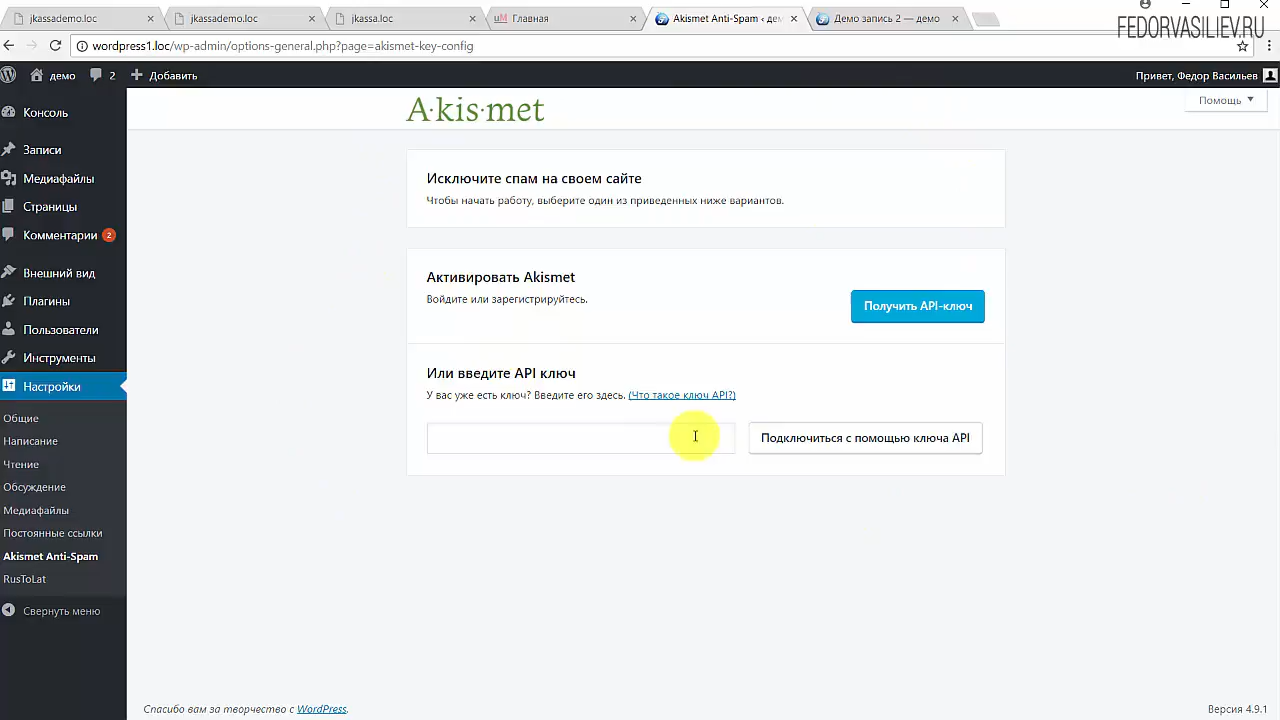 jkassademo.loc
jkassademo.loc
jkassa.loc
Главная
Akismet Anti-Spam ‹ де
Демо запись 2 — демо
FEDORVASILIEV.RU
wordpress1.loc/wp-admin/options-general.php?page=akismet-key-config
демо
2
Добавить
Привет, Федор Васильев
Консоль
Записи
Медиафайлы
Страницы
Комментарии 2
Внешний вид
Плагины
Пользователи
Инструменты
Настройки
Общие
Написание
Чтение
Обсуждение
Медиафайлы
Постоянные ссылки
Akismet Anti-Spam
RusToLat
Свернуть меню
A·kis·met
Помощь
Исключите спам на своем сайте
Чтобы начать работу, выберите один из приведенных ниже вариантов.
Активировать Akismet
Войдите или зарегистрируйтесь.
Получить API-ключ
Или введите API ключ
У вас уже есть ключ? Введите его здесь. (Что такое ключ API?)
Подключиться с помощью ключа API
Спасибо вам за творчество с WordPress.
Версия 4.9.1